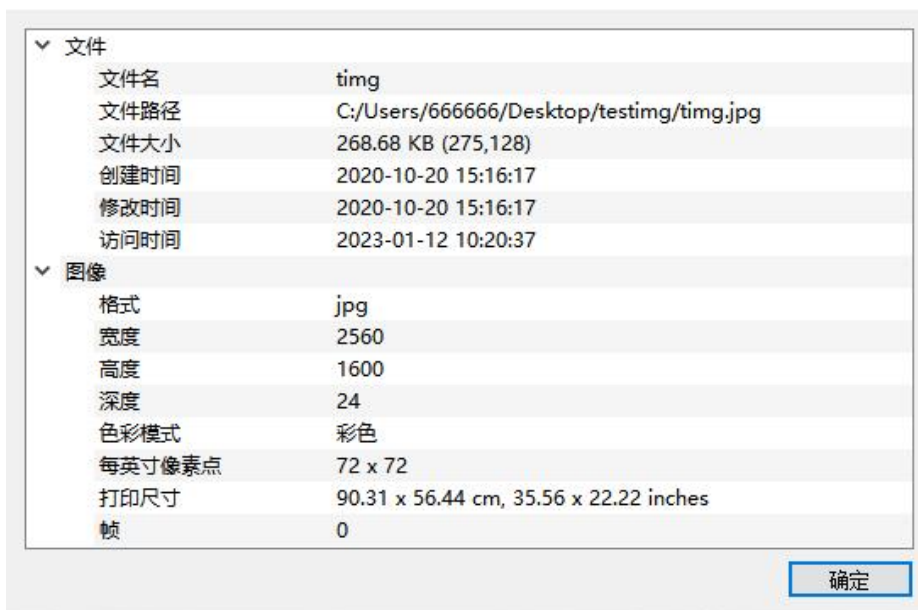 文件
文件名 timg
文件路径 C:/Users/666666/Desktop/testimg/timg.jpg
文件大小 268.68 KB (275,128)
创建时间 2020-10-20 15:16:17
修改时间 2020-10-20 15:16:17
访问时间 2023-01-12 10:20:37
图像
格式 jpg
宽度 2560
高度 1600
深度 24
色彩模式 彩色
每英寸像素点 72 x 72
打印尺寸 90.31 x 56.44 cm, 35.56 x 22.22 inches
帧 0
确定